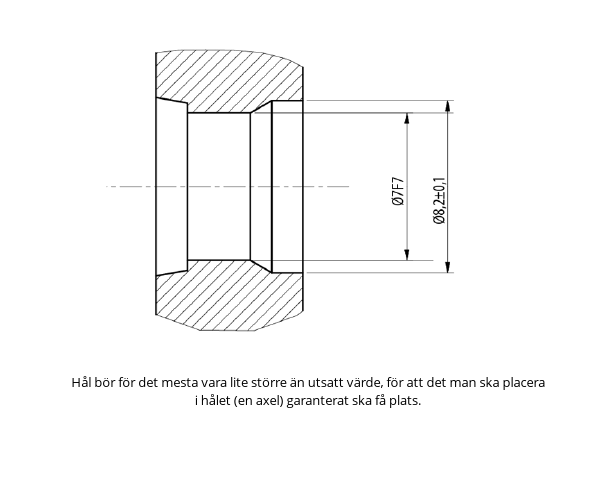 Ø7F7
Ø8,2±0,1
Hål bör för det mesta vara lite större än utsatt värde, för att det man ska placera
i hålet (en axel) garanterat ska få plats.